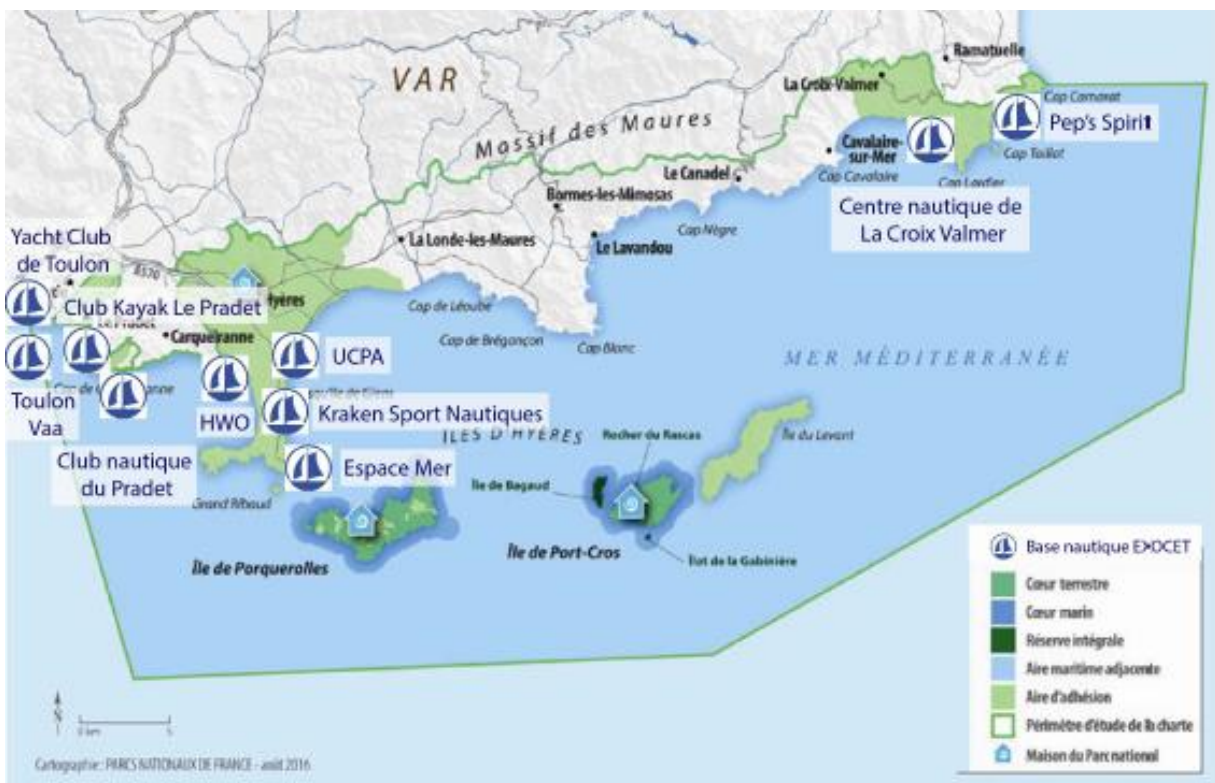 VAR
Massif des Maures
Ramatuelle
La Croix-Valmer
Cap Camarat
Pep's Spirit
Cap Taillat
Cavalaire-
sur-Mer
Cap Cavalaire
Cap Lardier
Centre nautique de
La Croix Valmer
Le Canadel
Bormes-les-Mimosas
Cap Nègre
Le Lavandou
La Londe-les-Maures
Yacht Club
de Toulon
Hyères
Club Kayak Le Pradet
Carqueiranne
Cap de Léoube
Cap de Brégançon
Cap Blanc
MER MÉDITERRANÉE
UCPA
Toulon
Vaa
HWO
Kraken Sport Nautiques
ÎLES D'HYÈRES
Club nautique
du Pradet
Espace Mer
Grand Ribaud
Rocher du Rascas
Île du Levant
Île de Bagaud
Île de Port-Cros
Îlot de la Gabinière
Île de Porquerolles
Base nautique EXOCET
Cœur terrestre
Cœur marin
Réserve intégrale
Aire maritime adjacente
Aire d'adhésion
Périmètre d'étude de la charte
Maison du Parc national
N
0 km 5
Cartographie : PARCS NATIONAUX DE FRANCE - août 2016